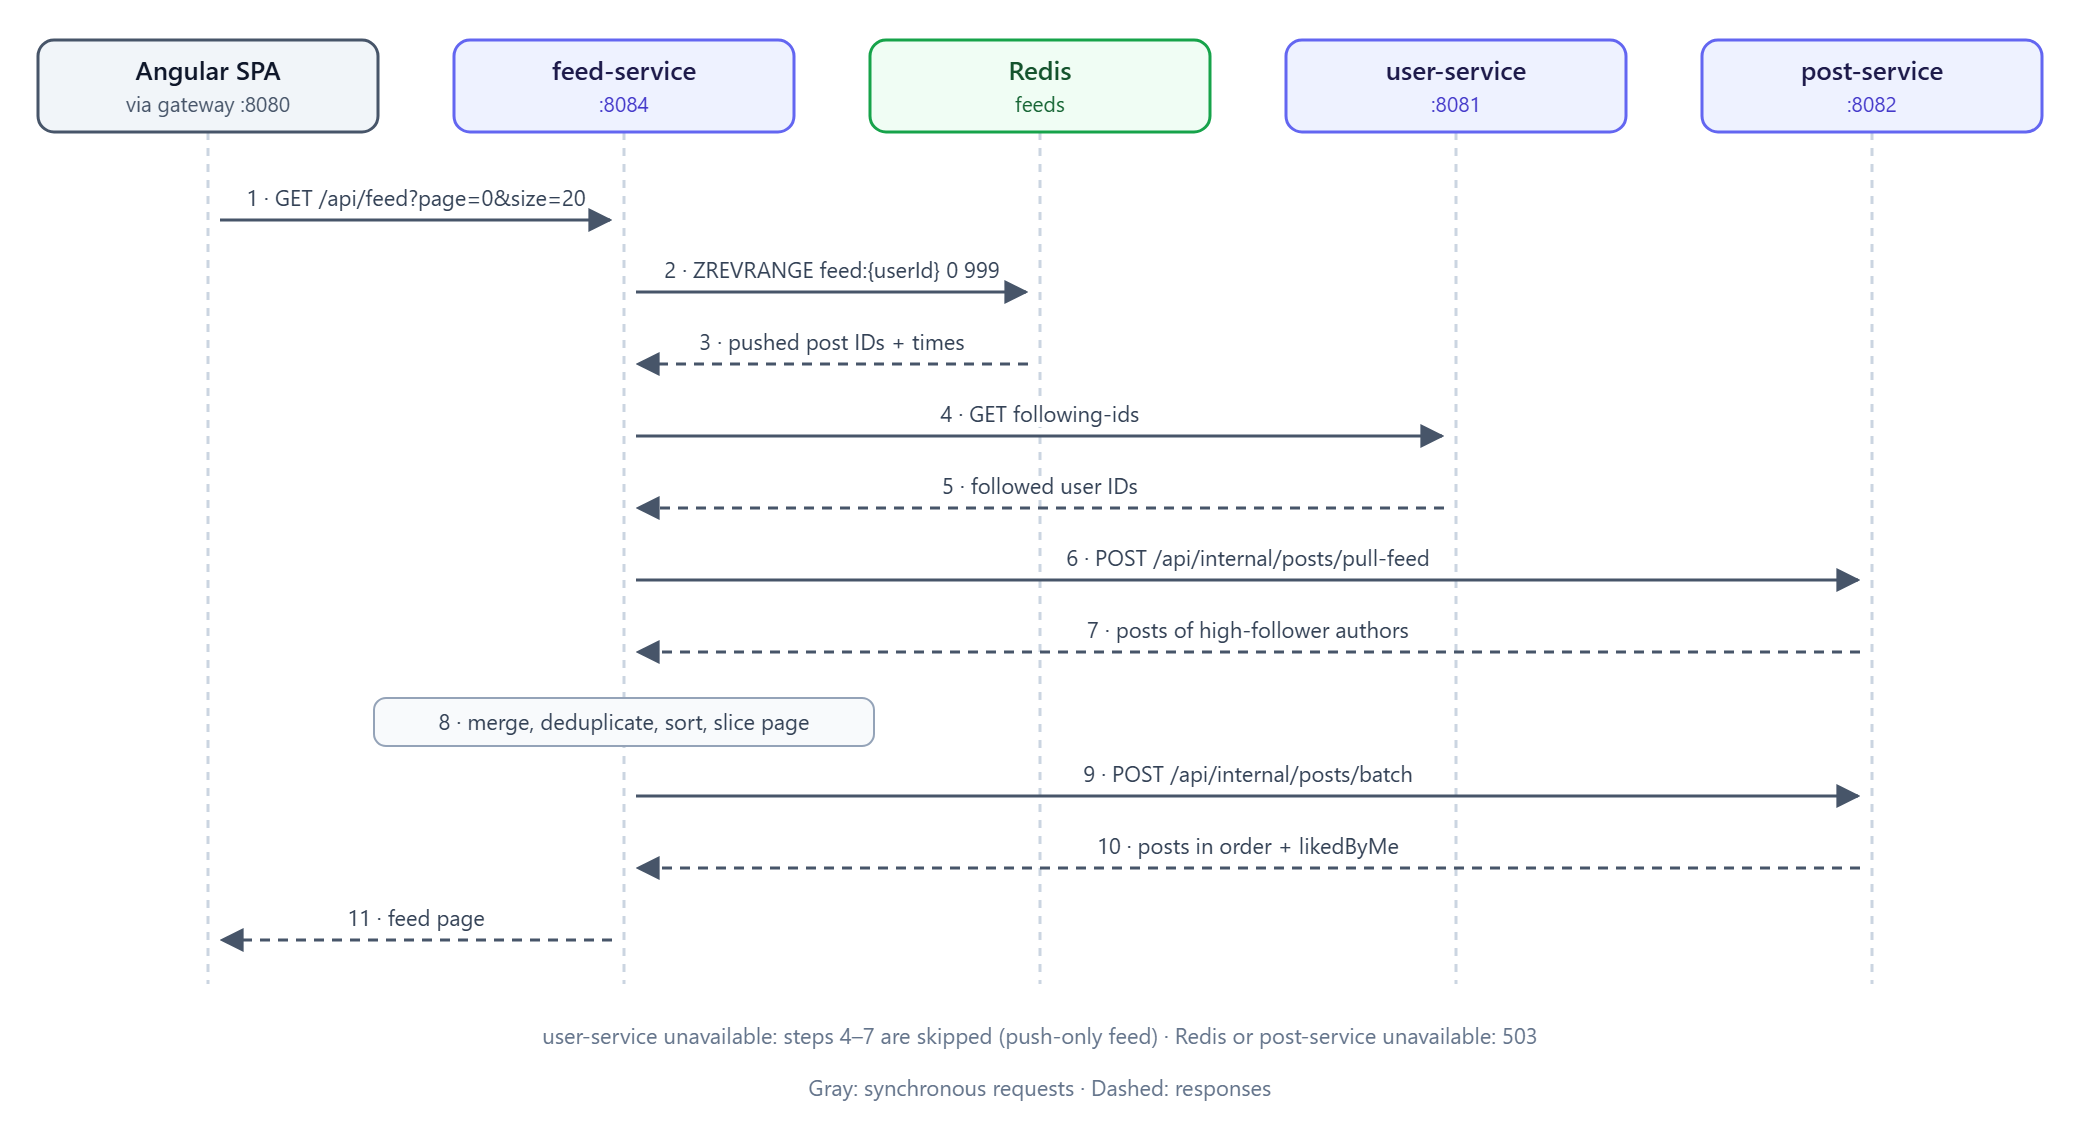 Angular SPA
via gateway :8080
feed-service
:8084
Redis
feeds
user-service
:8081
post-service
:8082
1 · GET /api/feed?page=0&size=20
2 · ZREVRANGE feed:{userId} 0 999
3 · pushed post IDs + times
4 · GET following-ids
5 · followed user IDs
6 · POST /api/internal/posts/pull-feed
7 · posts of high-follower authors
8 · merge, deduplicate, sort, slice page
9 · POST /api/internal/posts/batch
10 · posts in order + likedByMe
11 · feed page
user-service unavailable: steps 4–7 are skipped (push-only feed) · Redis or post-service unavailable: 503
Gray: synchronous requests · Dashed: responses